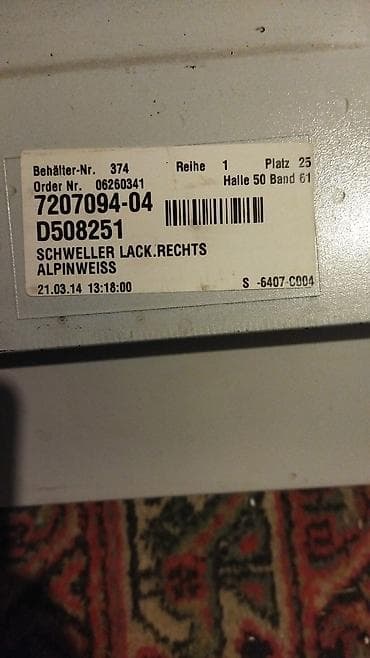 Behälter-Nr. 374 Reihe 1 Platz 25
Order Nr. 06260341 Halle 50 Band 61
7207094-04
D508251
SCHWELLER LACK.RECHTS
ALPINWEISS
21.03.14 13:18:00 S -6407-C004